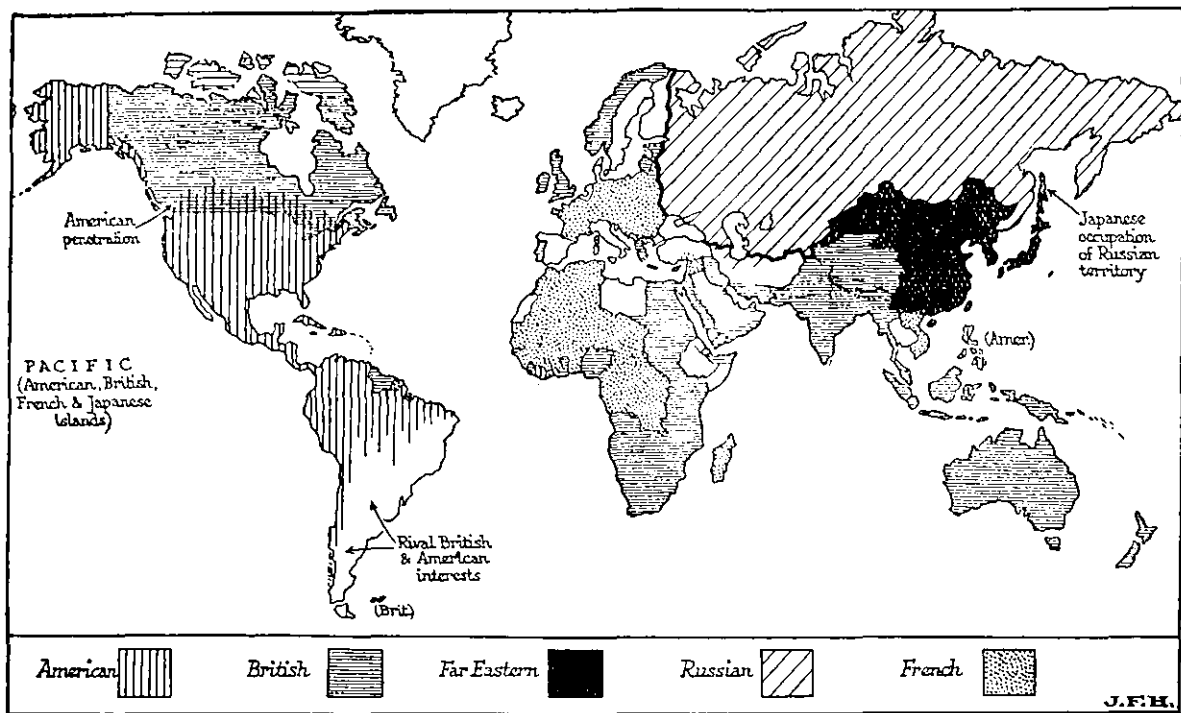 American
penetration
Japanese
occupation
of Russian
territory
(Amer.)
PACIFIC
(American, British,
French & Japanese
Islands)
Rival British
& American
interests
(Brit.)
American
British
Far Eastern
Russian
French
J.F.H.